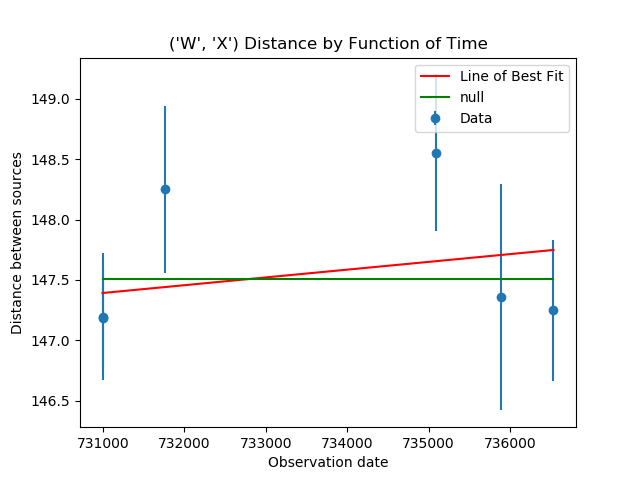 ('W', 'X') Distance by Function of Time
Line of Best Fit
null
Data
149.0
148.5
148.0
147.5
147.0
146.5
Distance between sources
731000 732000 733000 734000 735000 736000
Observation date